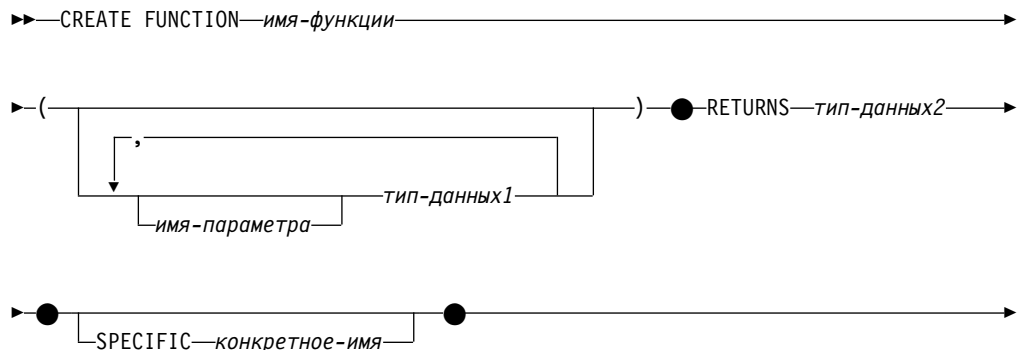 CREATE FUNCTION имя-функции
( ) RETURNS тип-данных2
,
тип-данных1
имя-параметра
SPECIFIC конкретное-имя